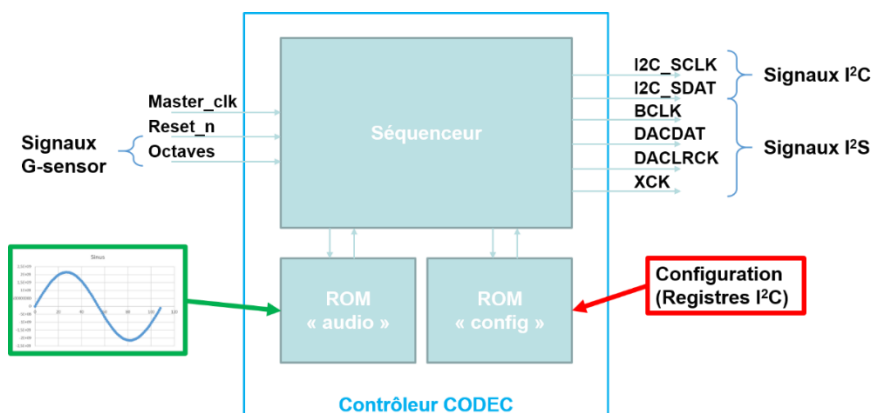 I2C_SCLK
I2C_SDAT
Signaux I²C
Master_clk
Reset_n
Octaves
Signaux
G-sensor
Séquenceur
BCLK
DACDAT
DACLRCK
XCK
Signaux I²S
Sinus
ROM
« audio »
ROM
« config »
Configuration
(Registres I²C)
Contrôleur CODEC